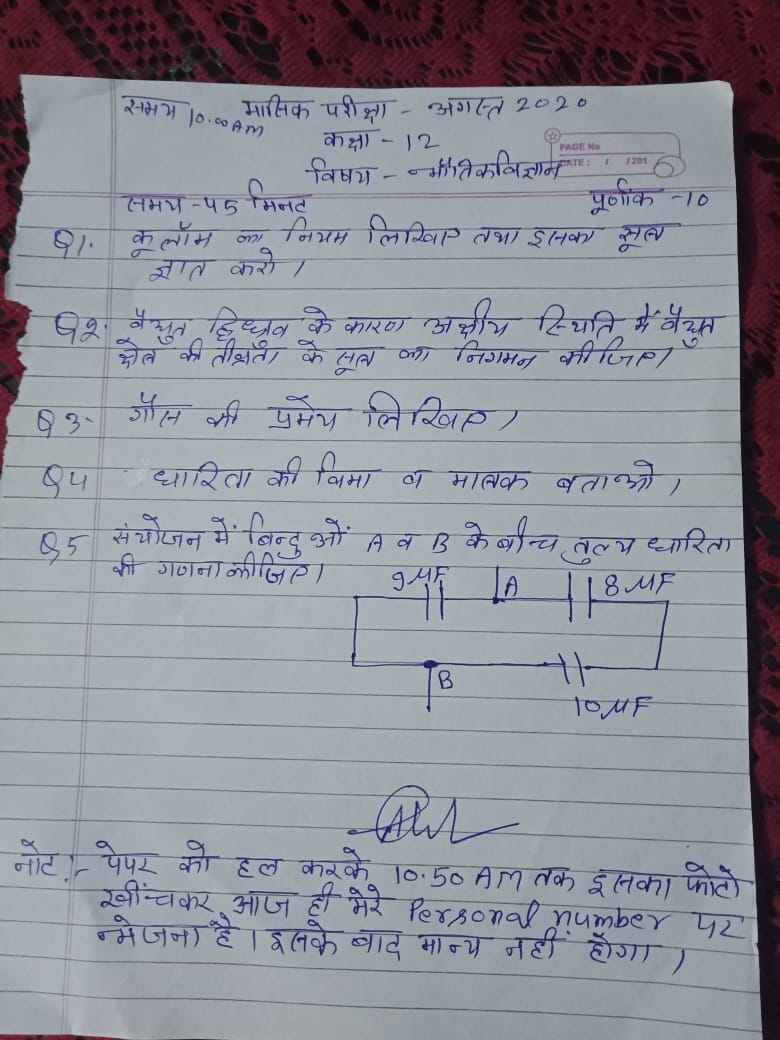 समय 10.00AM मासिक परीक्षा - अगस्त 2020
कक्षा - 12
PAGE No
DATE: / /201
विषय - भौतिकविज्ञान
समय - 45 मिनट पूर्णांक - 10
Q1. कूलॉम का नियम लिखिए तथा इसका सूत्र
ज्ञात करो।
Q2. वैद्युत द्विध्रुव के कारण अक्षीय स्थिति में वैद्युत
क्षेत्र की तीव्रता के सूत्र का निगमन कीजिए।
Q3- गौस की प्रमेय लिखिए।
Q4 धारिता की विमा व मात्रक बताओ।
Q5 संयोजन में बिन्दुओं A व B के बीच तुल्य धारिता
की गणना कीजिए।
9μF A 8μF
B
10μF
नोट:- पेपर को हल करके 10.50 AM तक इसका फोटो
खींचकर आज ही मेरे Personal number पर
भेजना है। इसके बाद मान्य नहीं होगा।